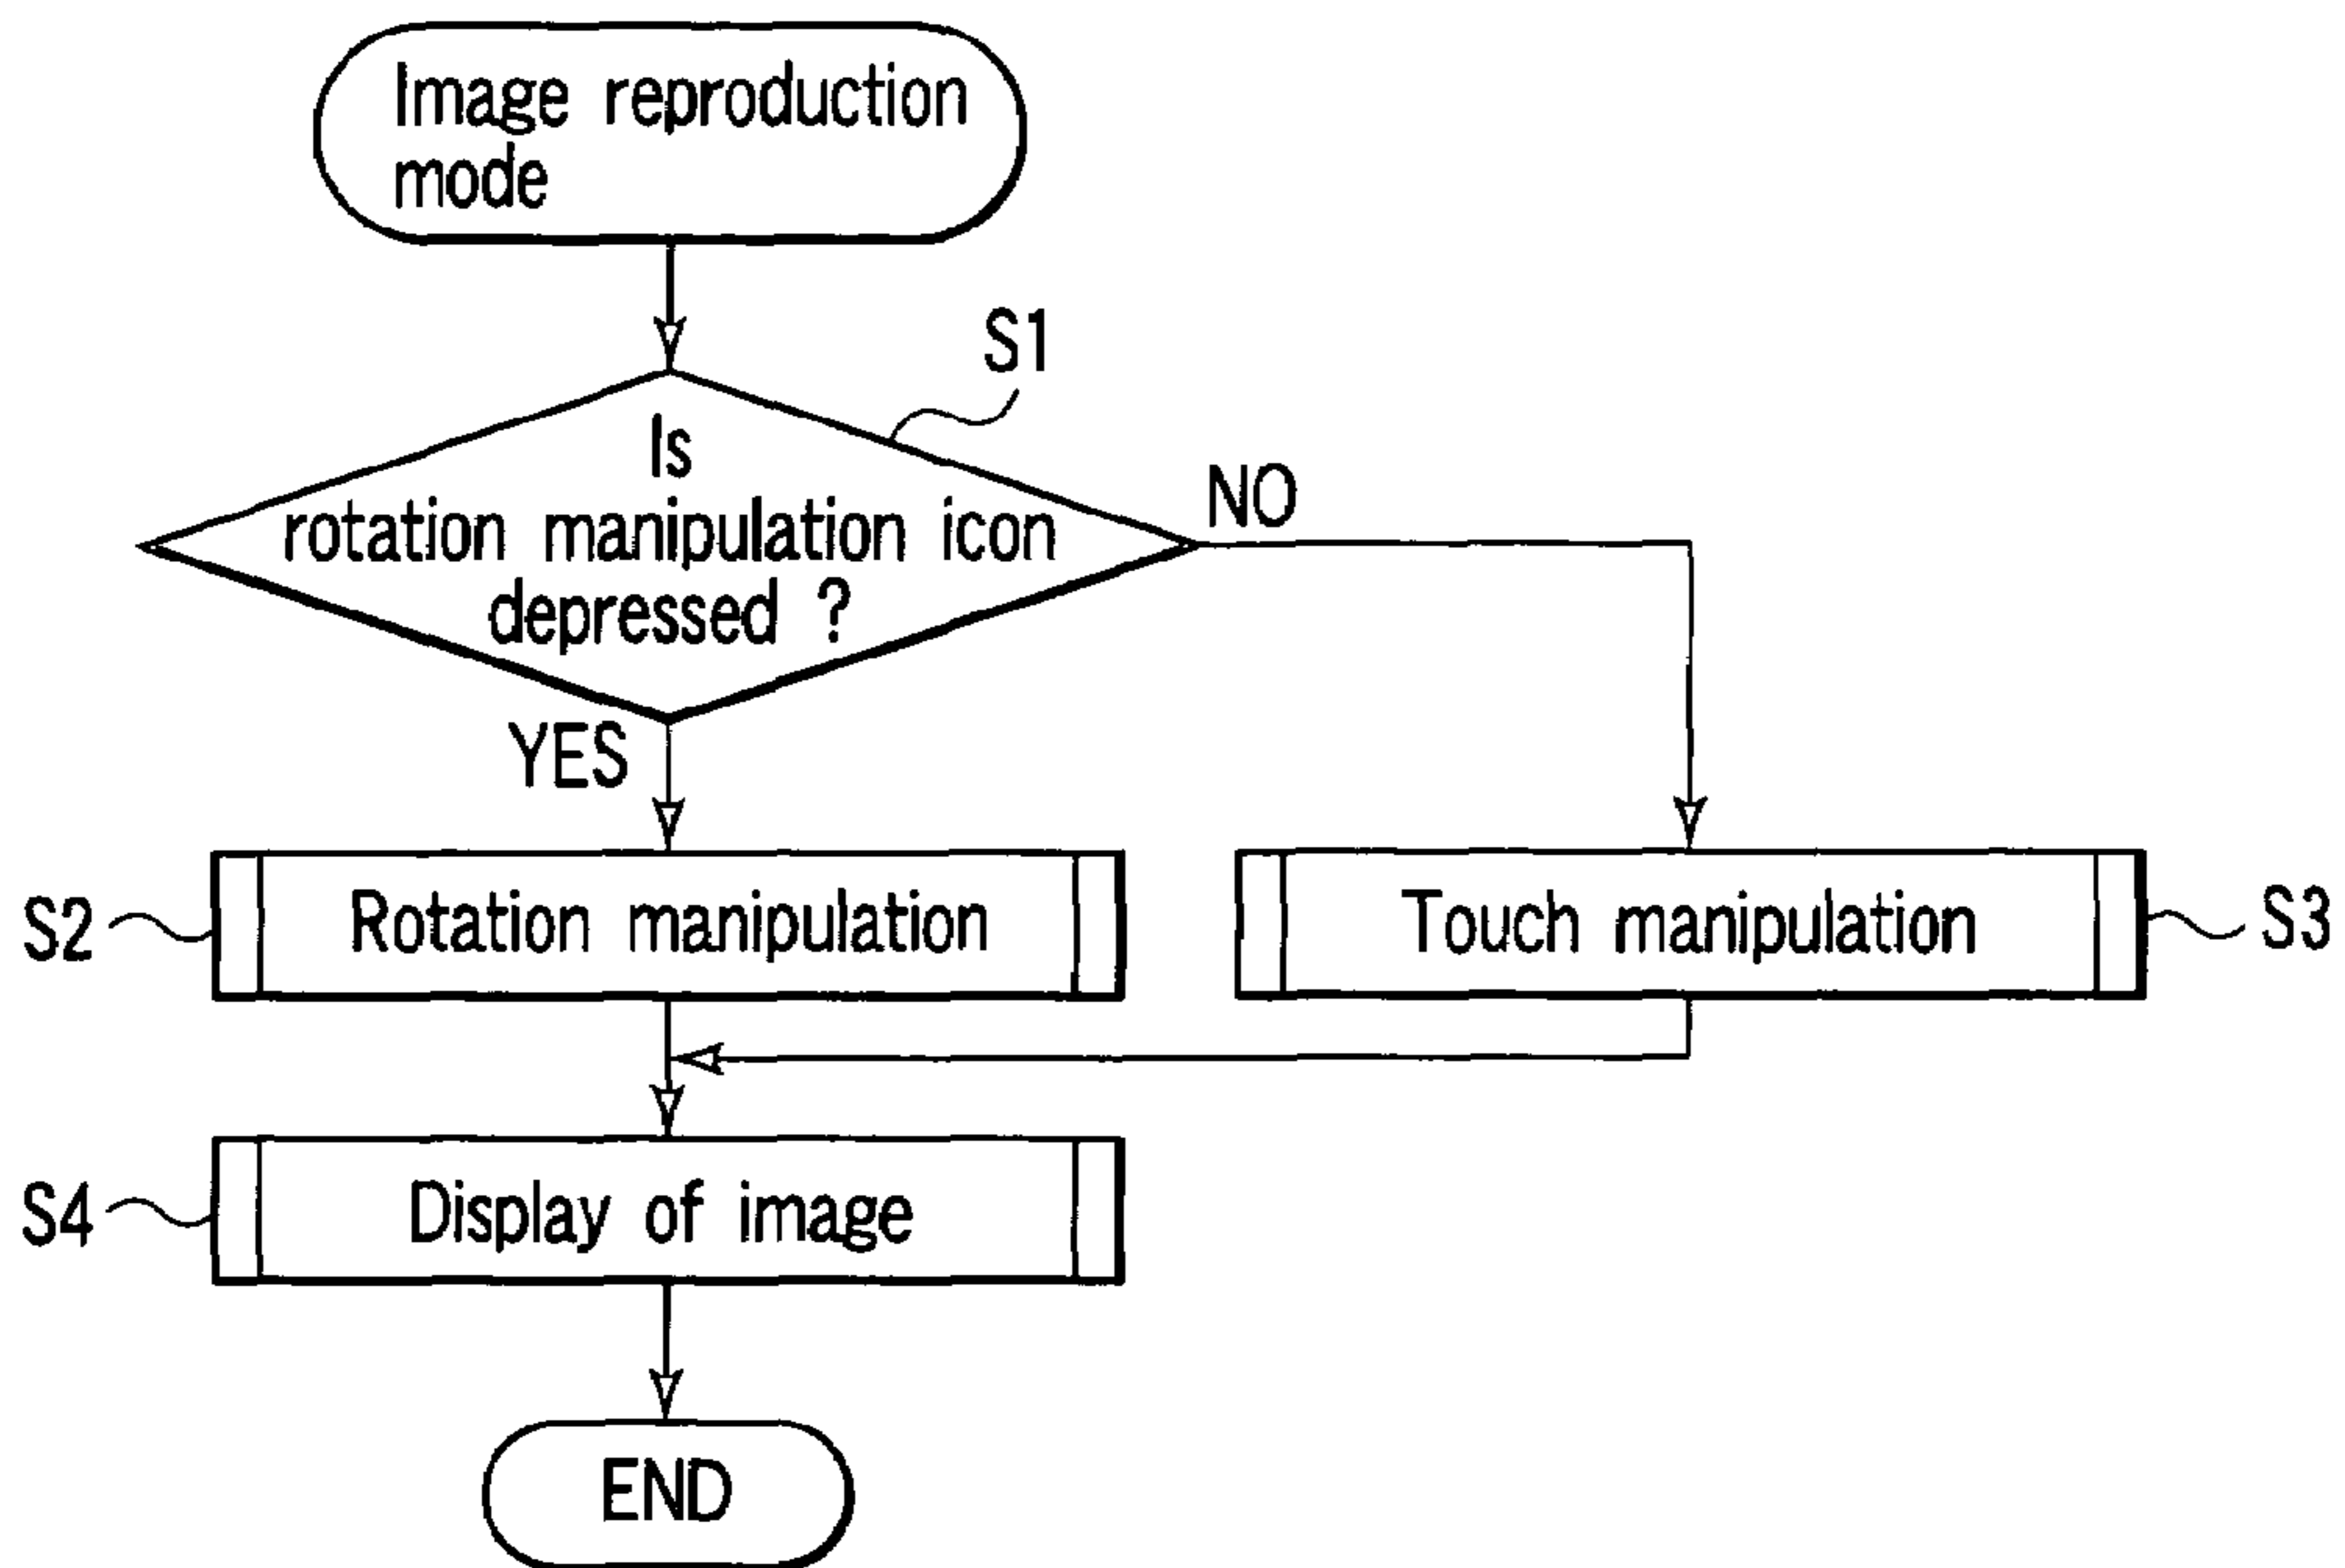 Image reproduction
mode
S1
Is
rotation manipulation icon
depressed ?
NO
YES
S2
Rotation manipulation
Touch manipulation
S3
S4
Display of image
END